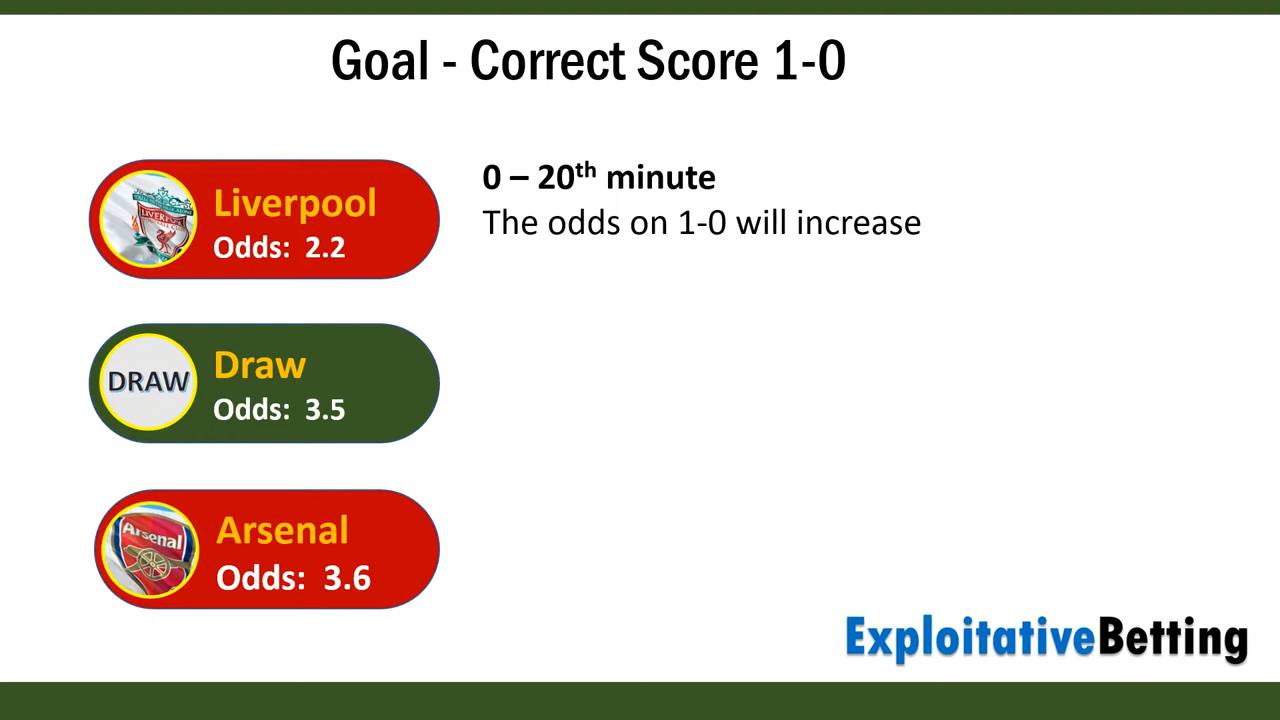 Goal - Correct Score 1-0
0 – 20th minute
The odds on 1-0 will increase
Liverpool
Odds: 2.2
DRAW
Draw
Odds: 3.5
Arsenal
Arsenal
Odds: 3.6
ExploitativeBetting